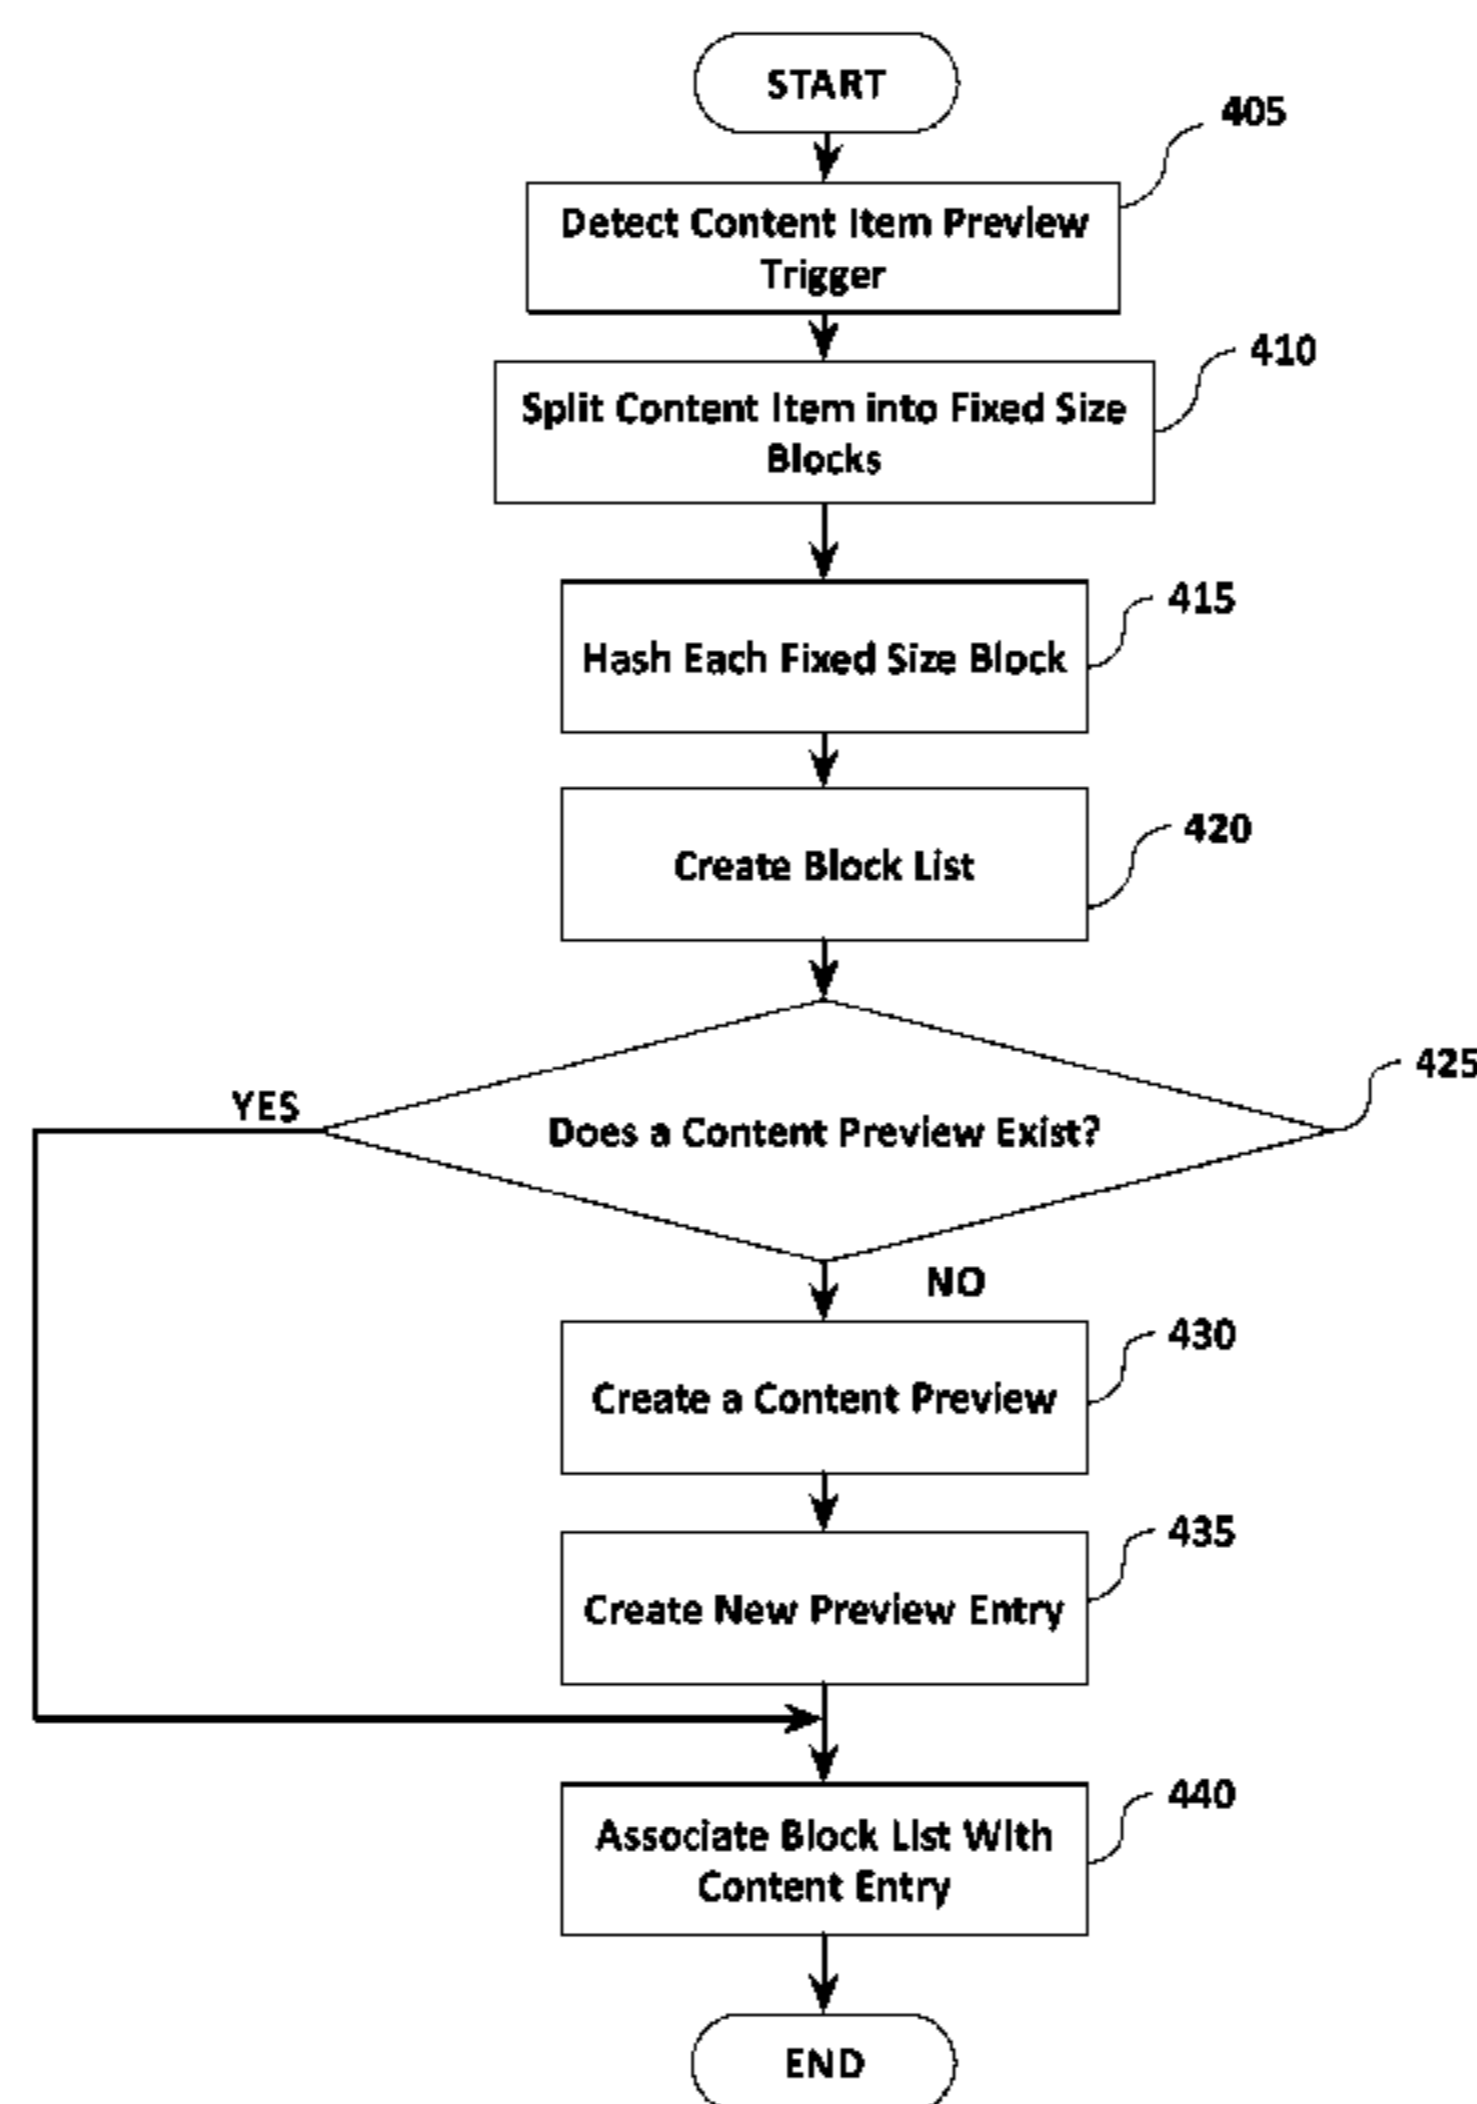 START
405
Detect Content Item Preview
Trigger
410
Split Content Item into Fixed Size
Blocks
415
Hash Each Fixed Size Block
420
Create Block List
425
YES
Does a Content Preview Exist?
NO
430
Create a Content Preview
435
Create New Preview Entry
440
Associate Block List With
Content Entry
END